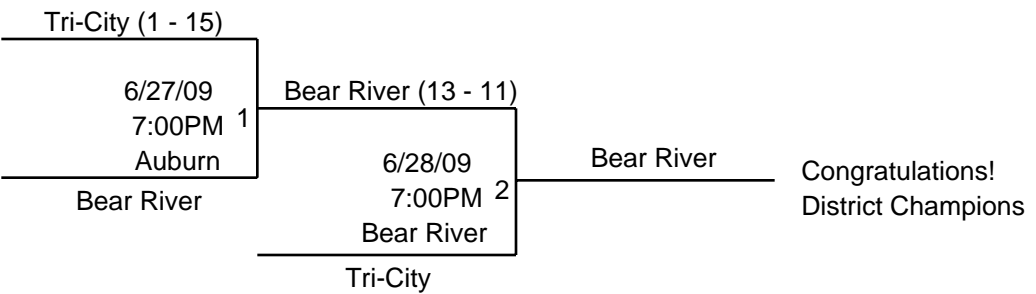 Tri-City (1 - 15)
6/27/09
7:00PM 1
Auburn
Bear River
Bear River (13 - 11)
6/28/09
7:00PM 2
Bear River
Tri-City
Bear River
Congratulations!
District Champions